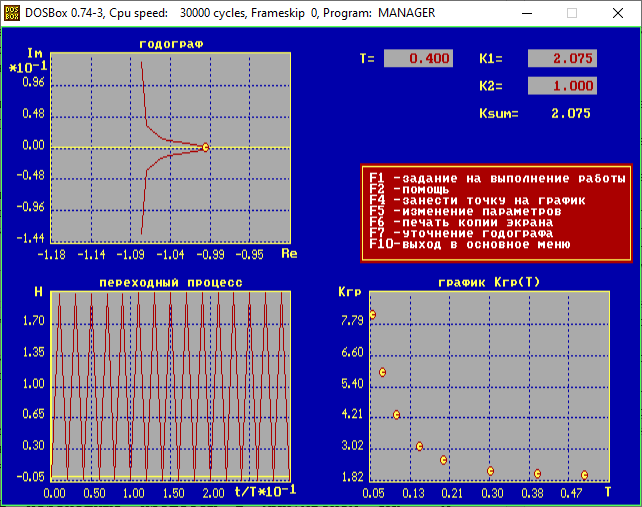 DOSBox 0.74-3, Cpu speed: 30000 cycles, Frameskip 0, Program: MANAGER
годограф
Im
*10-1
0.96
0.48
0.00
-0.48
-0.96
-1.44
-1.18 -1.14 -1.09 -1.04 -0.99 -0.95 Re
T= 0.400 K1= 2.075
K2= 1.000
Ksum= 2.075
F1 -задание на выполнение работы
F2 -помощь
F4 -занести точку на график
F5 -изменение параметров
F6 -печать копии экрана
F7 -уточнение годографа
F10-выход в основное меню
переходный процесс
H
1.70
1.35
1.00
0.65
0.30
-0.05
0.00 0.50 1.00 1.50 2.00 t/T*10-1
график Kгр(T)
Kгр
7.79
6.60
5.40
4.21
3.02
1.82
0.05 0.13 0.21 0.30 0.38 0.47 T